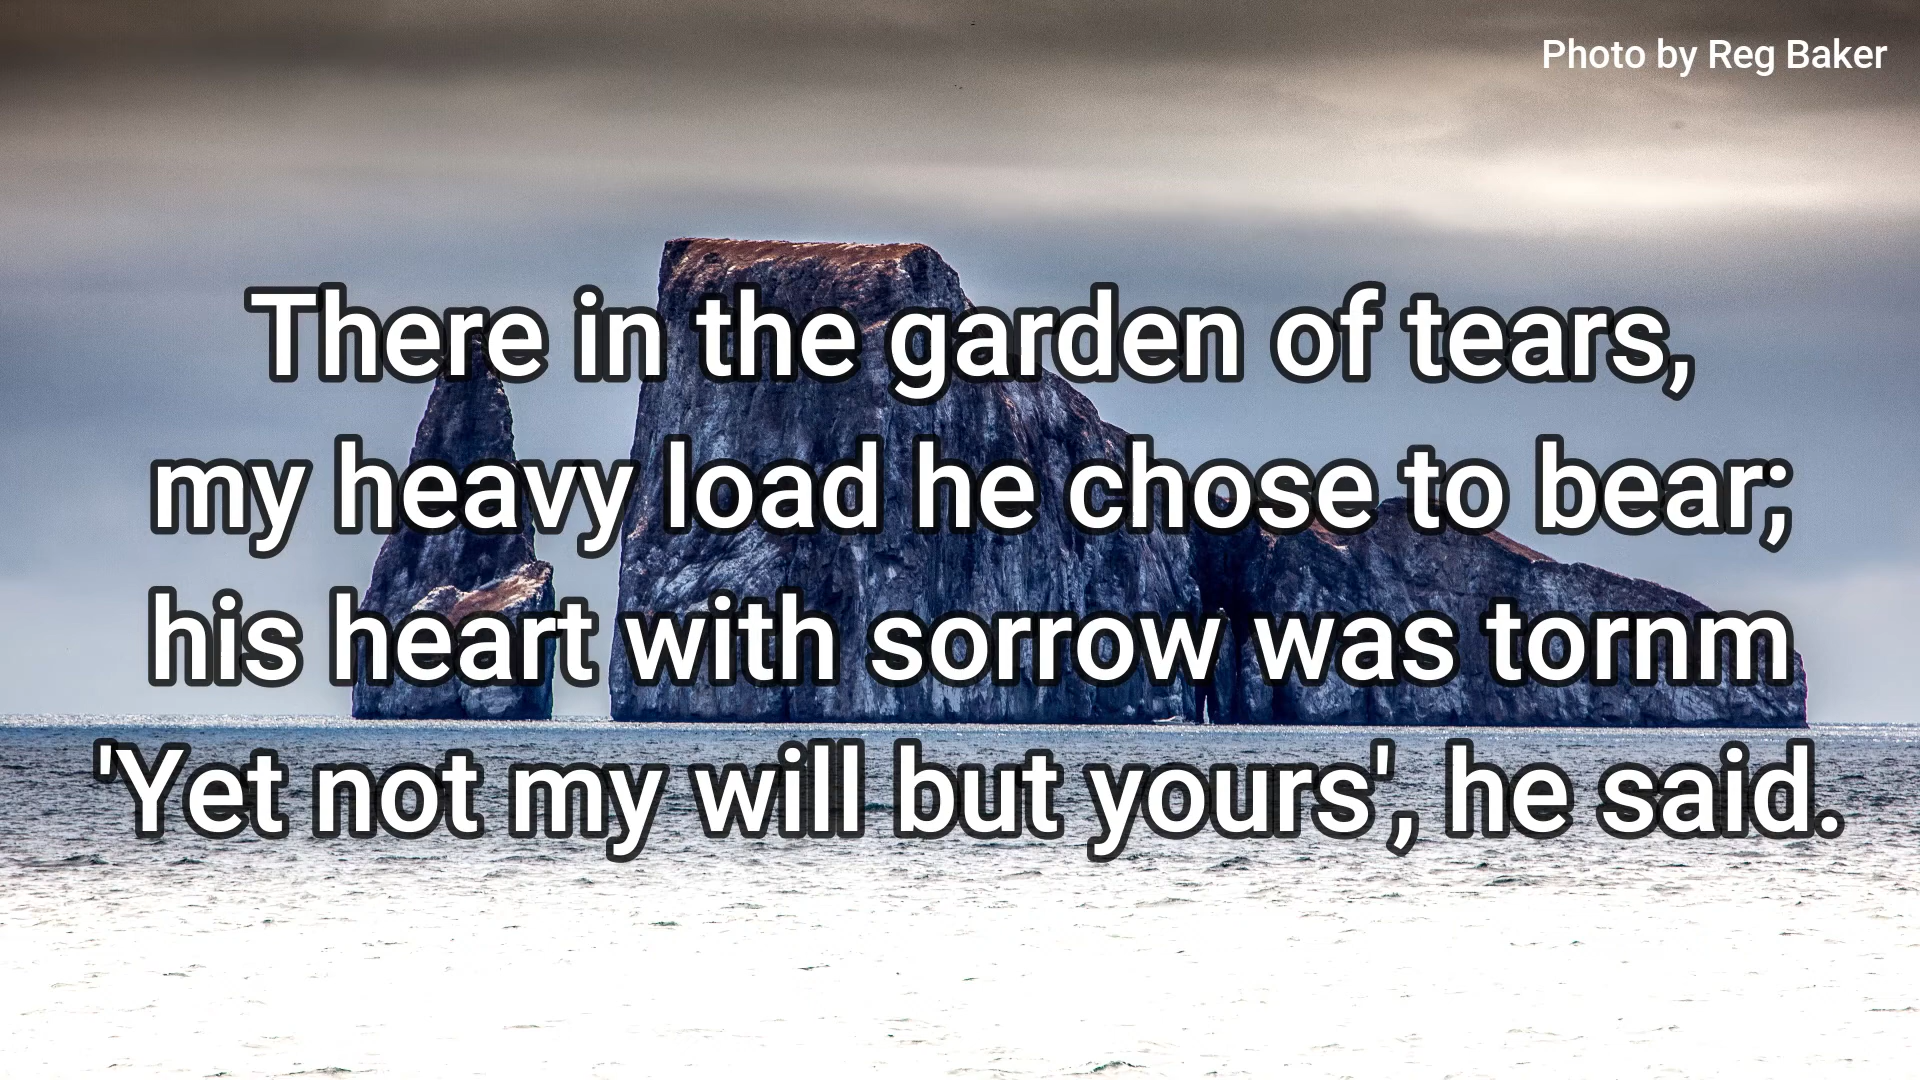 Photo by Reg Baker
There in the garden of tears,
my heavy load he chose to bear;
his heart with sorrow was tornm
'Yet not my will but yours', he said.